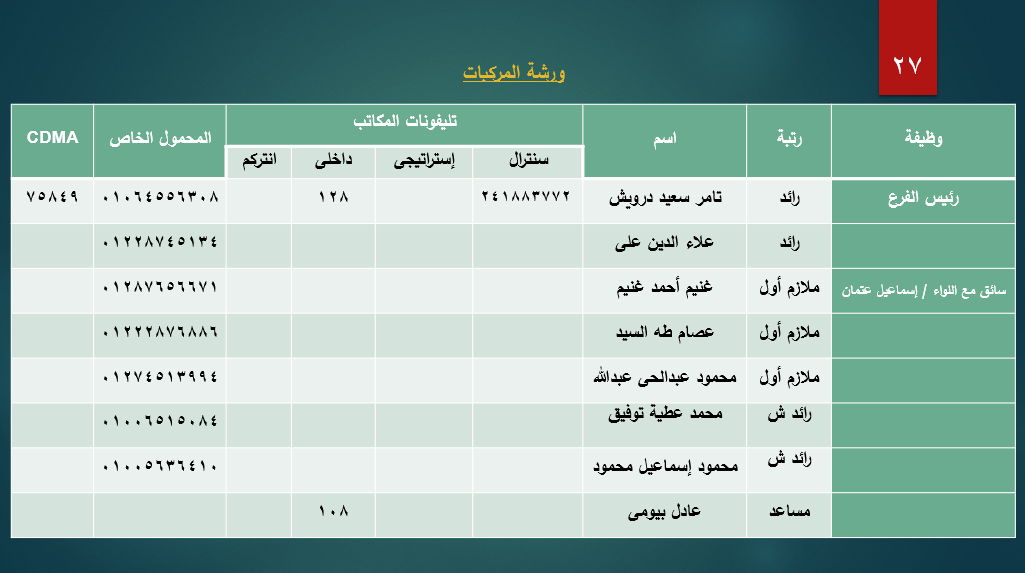 ٢٧
ورشة المركبات
وظيفة رتبة اسم تليفونات المكاتب المحمول الخاص CDMA
سنترال إستراتيجى داخلى انتركم
رئيس الفرع رائد تامر سعيد درويش ٢٤١٨٨٣٧٧٢ ١٢٨ ٠١٠٦٤٥٥٦٣٠٨ ٧٥٨٤٩
رائد علاء الدين على ٠١٢٢٨٧٤٥١٣٤
سائق مع اللواء / إسماعيل عتمان ملازم أول غنيم أحمد غنيم ٠١٢٨٧٦٥٦٦٧١
ملازم أول عصام طه السيد ٠١٢٢٢٨٧٦٨٨٦
ملازم أول محمود عبدالحى عبدالله ٠١٢٧٤٥١٣٩٩٤
رائد ش محمد عطية توفيق ٠١٠٠٦٥١٥٠٨٤
رائد ش محمود إسماعيل محمود ٠١٠٠٥٦٣٦٤١٠
مساعد عادل بيومى ١٠٨